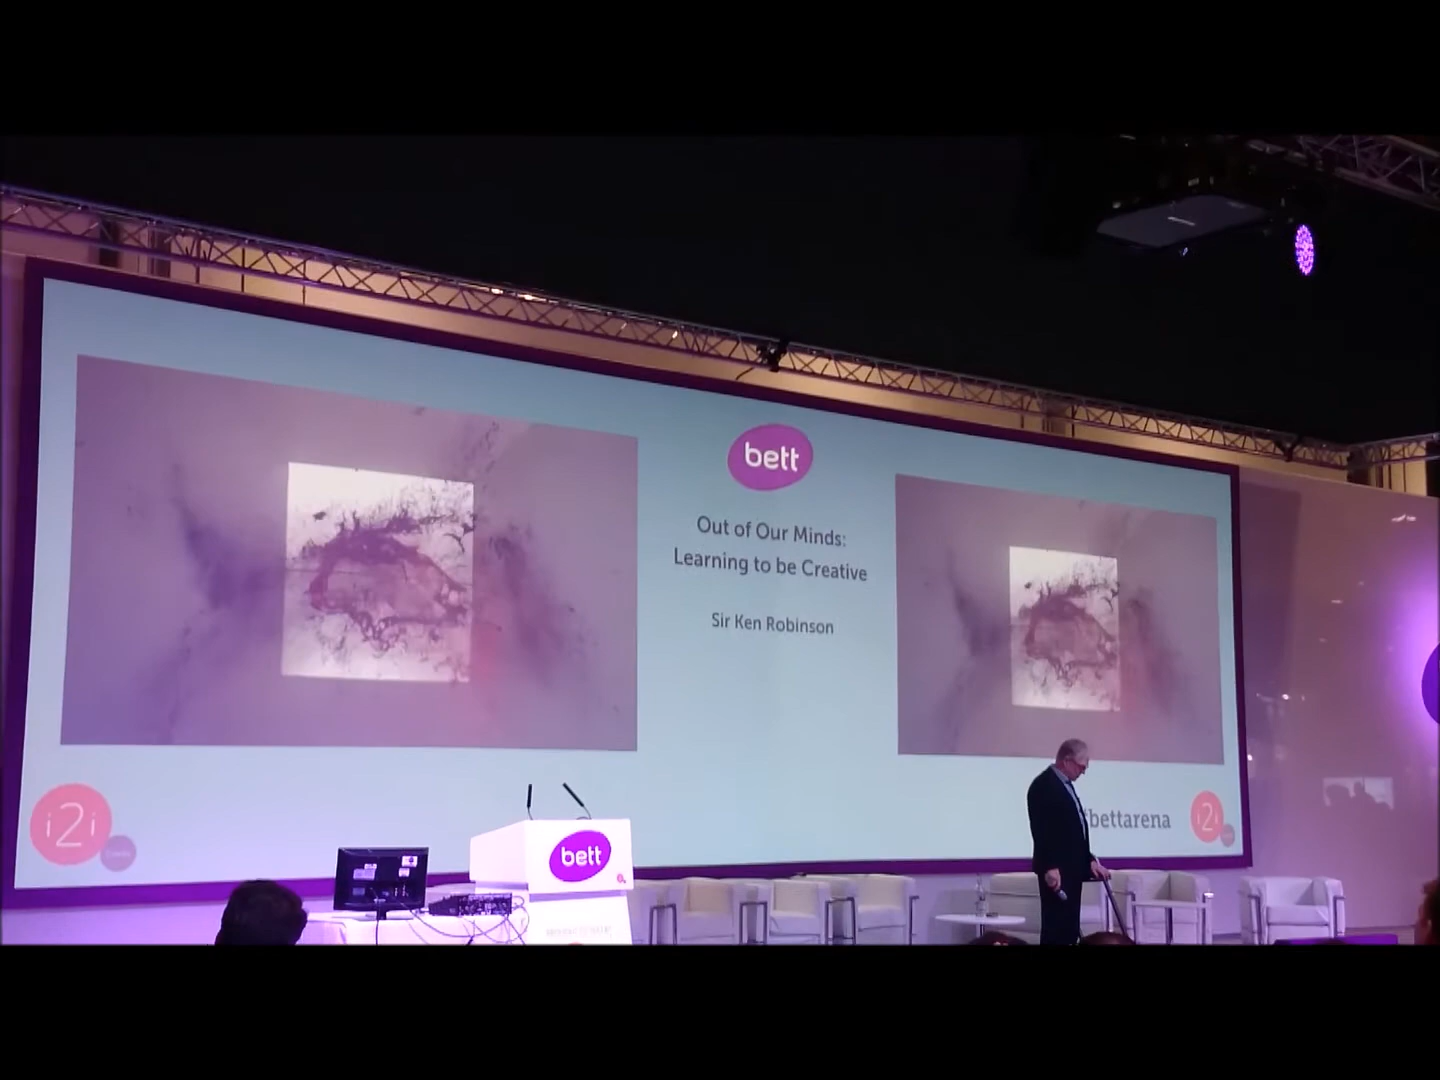 bett
Out of Our Minds:
Learning to be Creative
Sir Ken Robinson
i2i
bettarena
i2i
bett